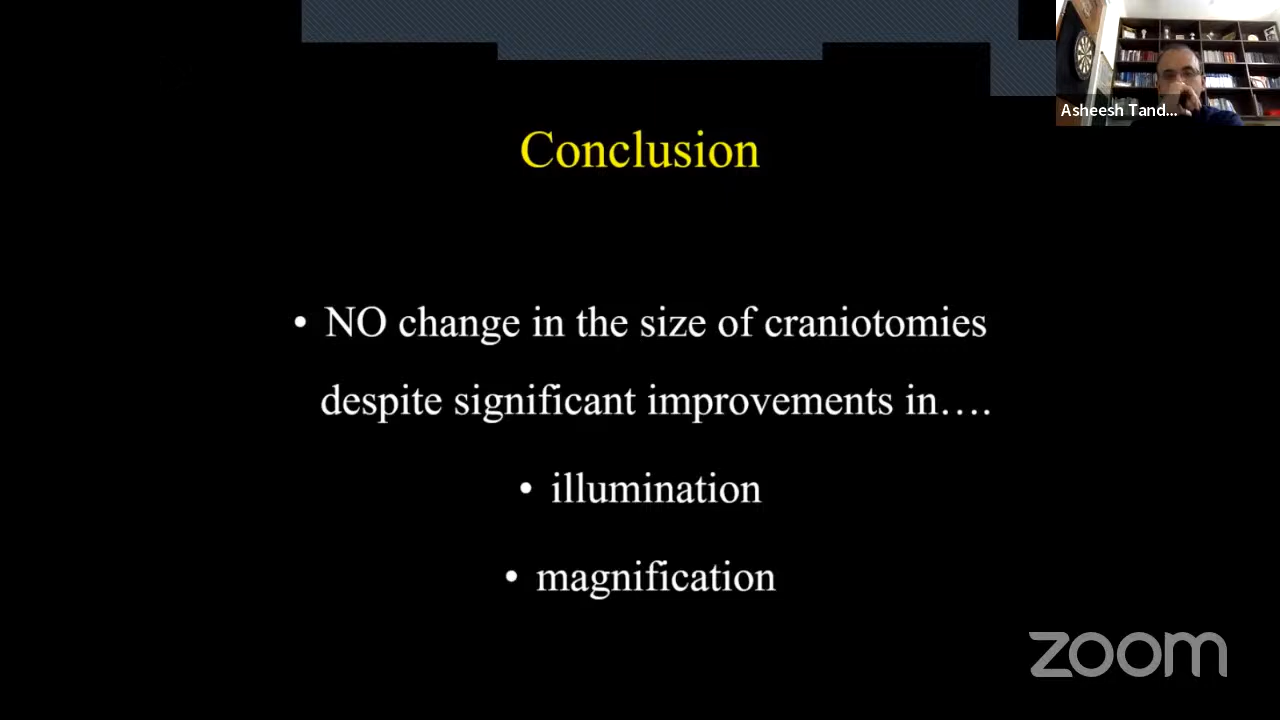 Asheesh Tand...
Conclusion
• NO change in the size of craniotomies
despite significant improvements in….
• illumination
• magnification
zoom